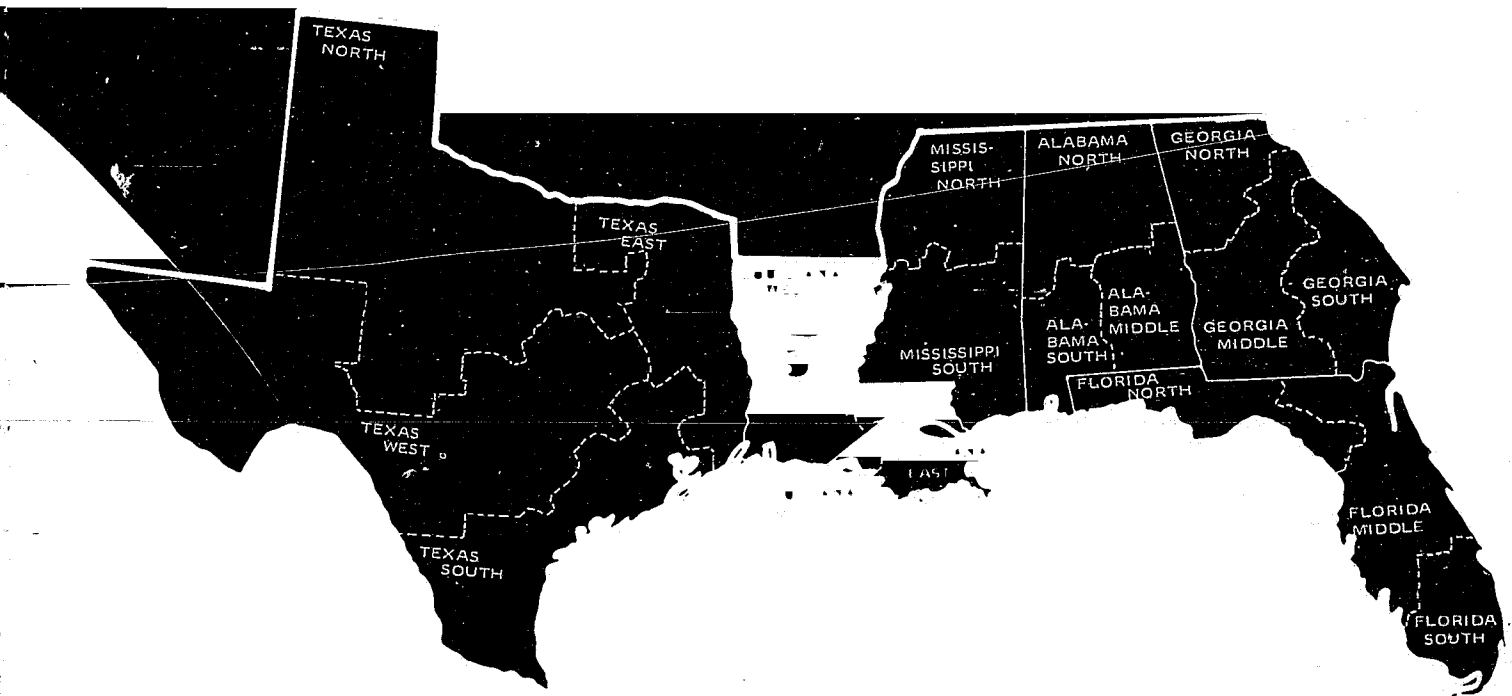 TEXAS
NORTH
MISSIS-
SIPPI
NORTH
ALABAMA
NORTH
GEORGIA
NORTH
TEXAS
EAST
GEORGIA
SOUTH
ALA-
BAMA
MIDDLE
ALA-
BAMA
SOUTH
GEORGIA
MIDDLE
MISSISSIPPI
SOUTH
FLORIDA
NORTH
TEXAS
WEST
EAST
FLORIDA
MIDDLE
TEXAS
SOUTH
FLORIDA
SOUTH